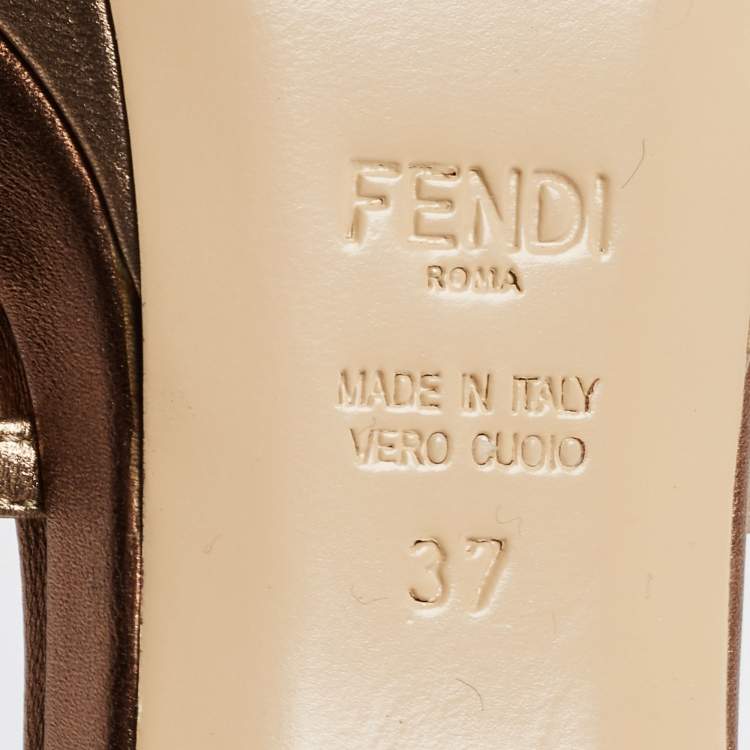 FENDI
ROMA
MADE IN ITALY
VERO CUOIO
37